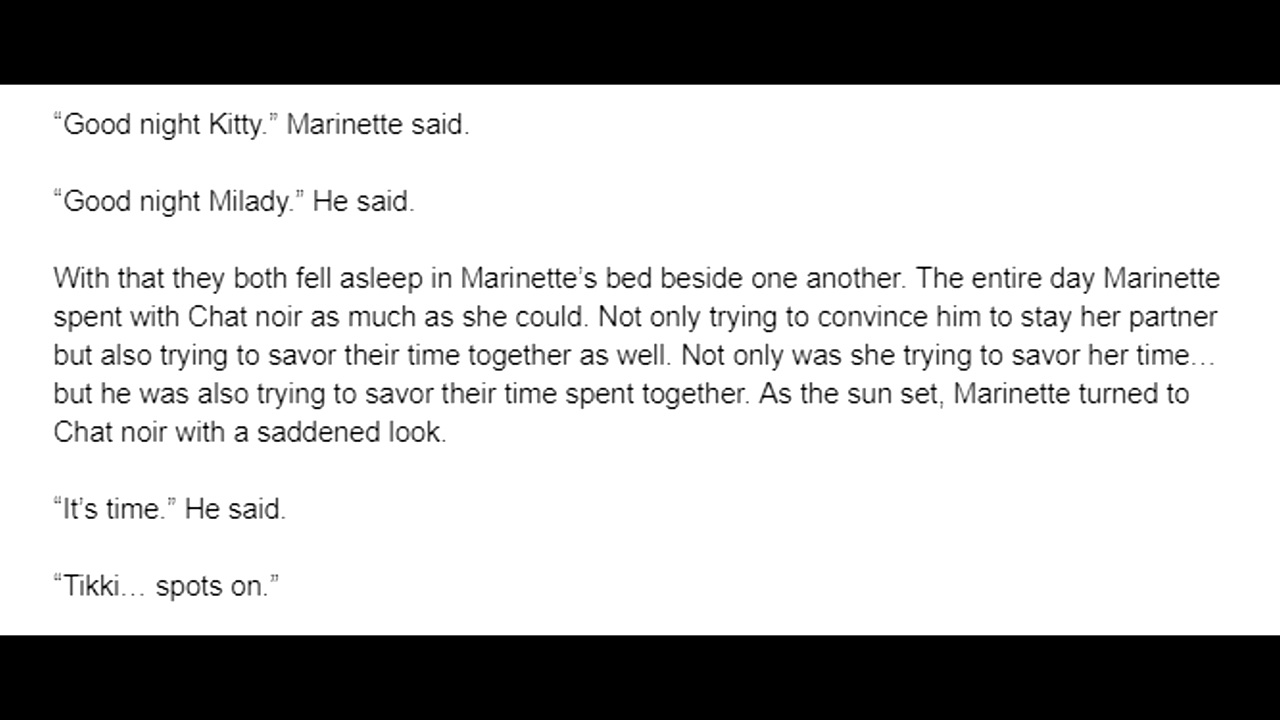 “Good night Kitty.” Marinette said.
“Good night Milady.” He said.
With that they both fell asleep in Marinette’s bed beside one another. The entire day Marinette
spent with Chat noir as much as she could. Not only trying to convince him to stay her partner
but also trying to savor their time together as well. Not only was she trying to savor her time…
but he was also trying to savor their time spent together. As the sun set, Marinette turned to
Chat noir with a saddened look.
“It’s time.” He said.
“Tikki… spots on.”